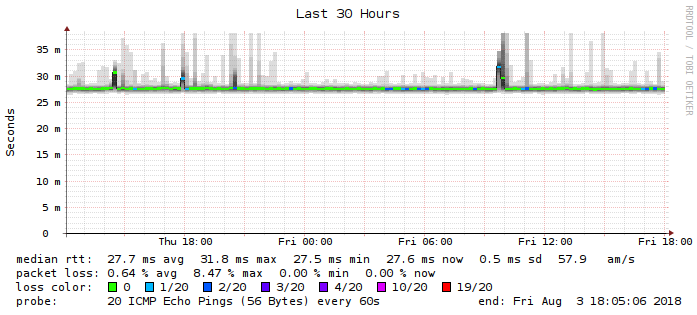 Last 30 Hours
RRDTOOL / TOBI OETIKER
Seconds
35 m
30 m
25 m
20 m
15 m
10 m
5 m
0
Thu 18:00 Fri 00:00 Fri 06:00 Fri 12:00 Fri 18:00
median rtt: 27.7 ms avg 31.8 ms max 27.5 ms min 27.6 ms now 0.5 ms sd 57.9 am/s
packet loss: 0.64 % avg 8.47 % max 0.00 % min 0.00 % now
loss color: 0 1/20 2/20 3/20 4/20 10/20 19/20
probe: 20 ICMP Echo Pings (56 Bytes) every 60s end: Fri Aug 3 18:05:06 2018